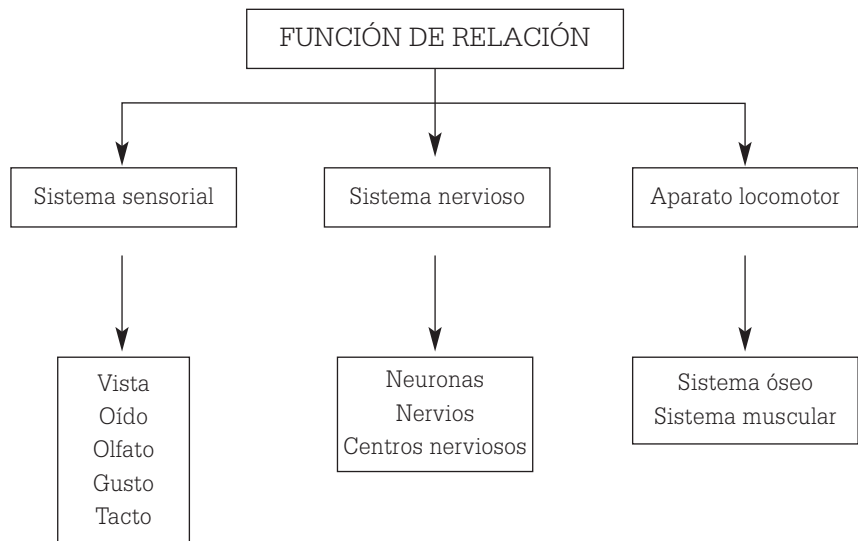 FUNCIÓN DE RELACIÓN
Sistema sensorial
Sistema nervioso
Aparato locomotor
Vista
Oído
Olfato
Gusto
Tacto
Neuronas
Nervios
Centros nerviosos
Sistema óseo
Sistema muscular